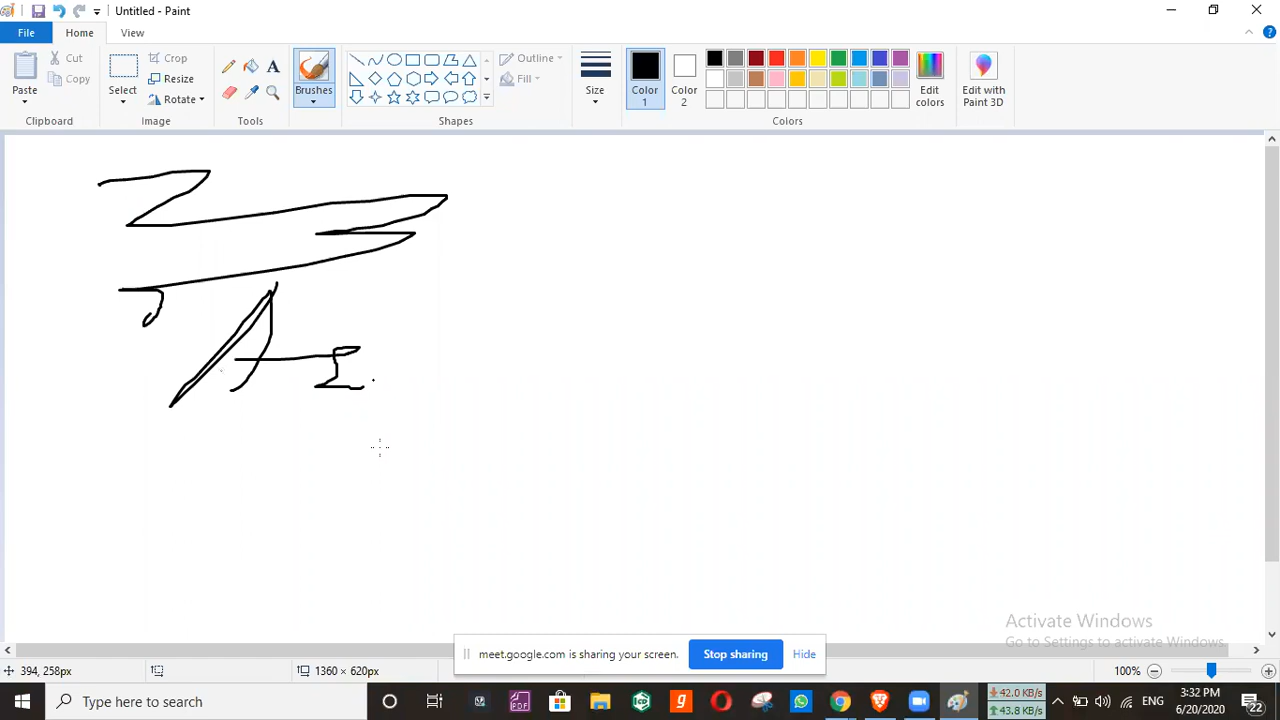 Untitled - Paint
File Home View
Paste
Cut
Copy
Clipboard
Select
Crop
Resize
Rotate
Image
Tools
Brushes
Shapes
Outline
Fill
Size
Color 1
Color 2
Colors
Edit colors
Edit with Paint 3D
Activate Windows
Go to Settings to activate Windows.
meet.google.com is sharing your screen. Stop sharing Hide
394, 258px 1360 × 620px 100%
Type here to search
42.0 KB/s
43.8 KB/s
ENG
3:32 PM
6/20/2020
22